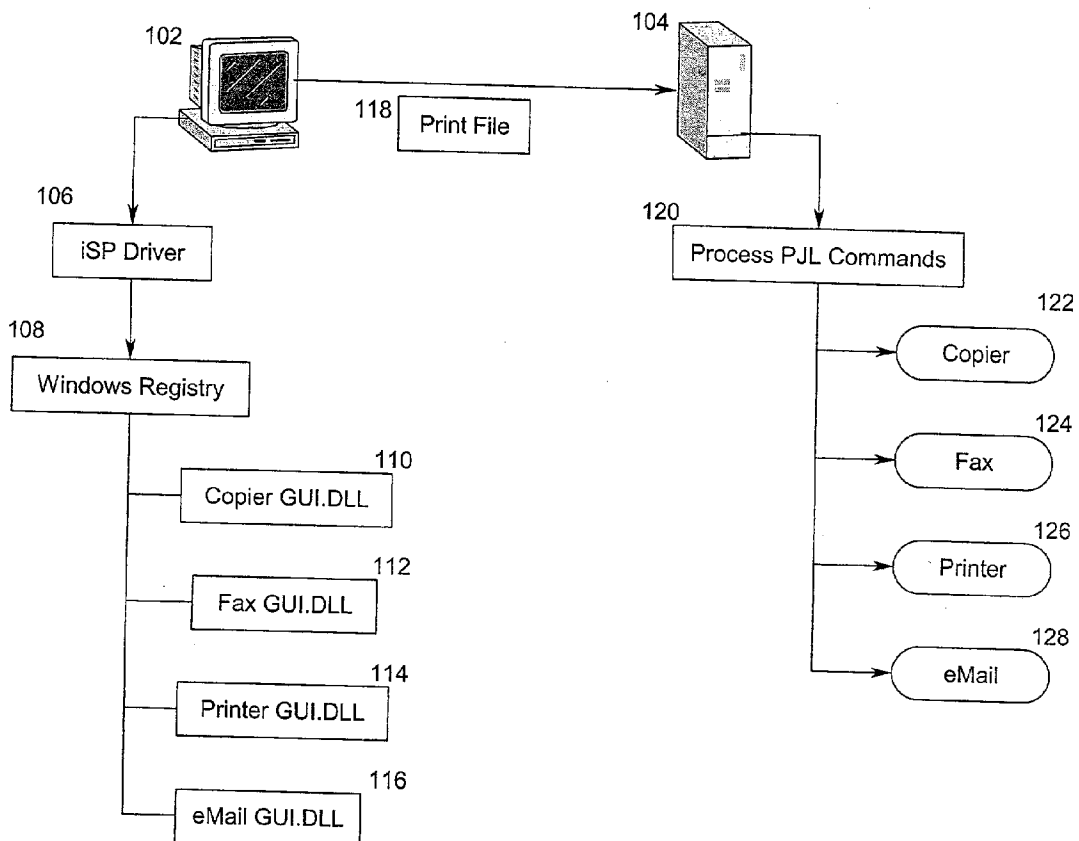 102
104
118
Print File
106
iSP Driver
120
Process PJL Commands
108
Windows Registry
122
Copier
110
Copier GUI.DLL
124
Fax
112
Fax GUI.DLL
126
Printer
114
Printer GUI.DLL
128
eMail
116
eMail GUI.DLL